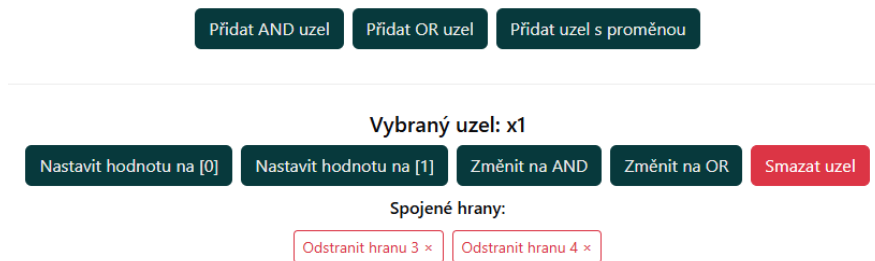 Přidat AND uzel Přidat OR uzel Přidat uzel s proměnou
Vybraný uzel: x1
Nastavit hodnotu na [0] Nastavit hodnotu na [1] Změnit na AND Změnit na OR Smazat uzel
Spojené hrany:
Odstranit hranu 3 × Odstranit hranu 4 ×